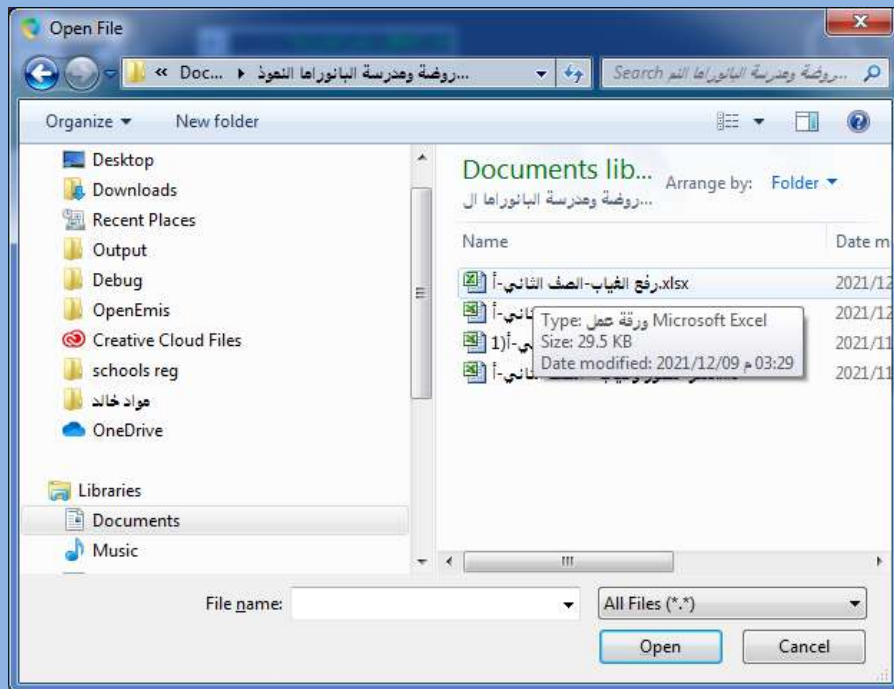 Open File
« Doc... ▸ روضة ومدرسة البانوراما النموذ...
Search روضة ومدرسة البانوراما النم...
Organize
New folder
Desktop
Downloads
Recent Places
Output
Debug
OpenEmis
Creative Cloud Files
schools reg
مواد خالد
OneDrive
Libraries
Documents
Music
Documents lib...
روضة ومدرسة البانوراما ال...
Arrange by: Folder
Name
Date m
رفع الغياب-الصف الثاني-أ.xlsx
2021/12
2021/12
2021/11
2021/11
Type: ورقة عمل Microsoft Excel
Size: 29.5 KB
Date modified: 2021/12/09 03:29 م
File name:
All Files (*.*)
Open
Cancel